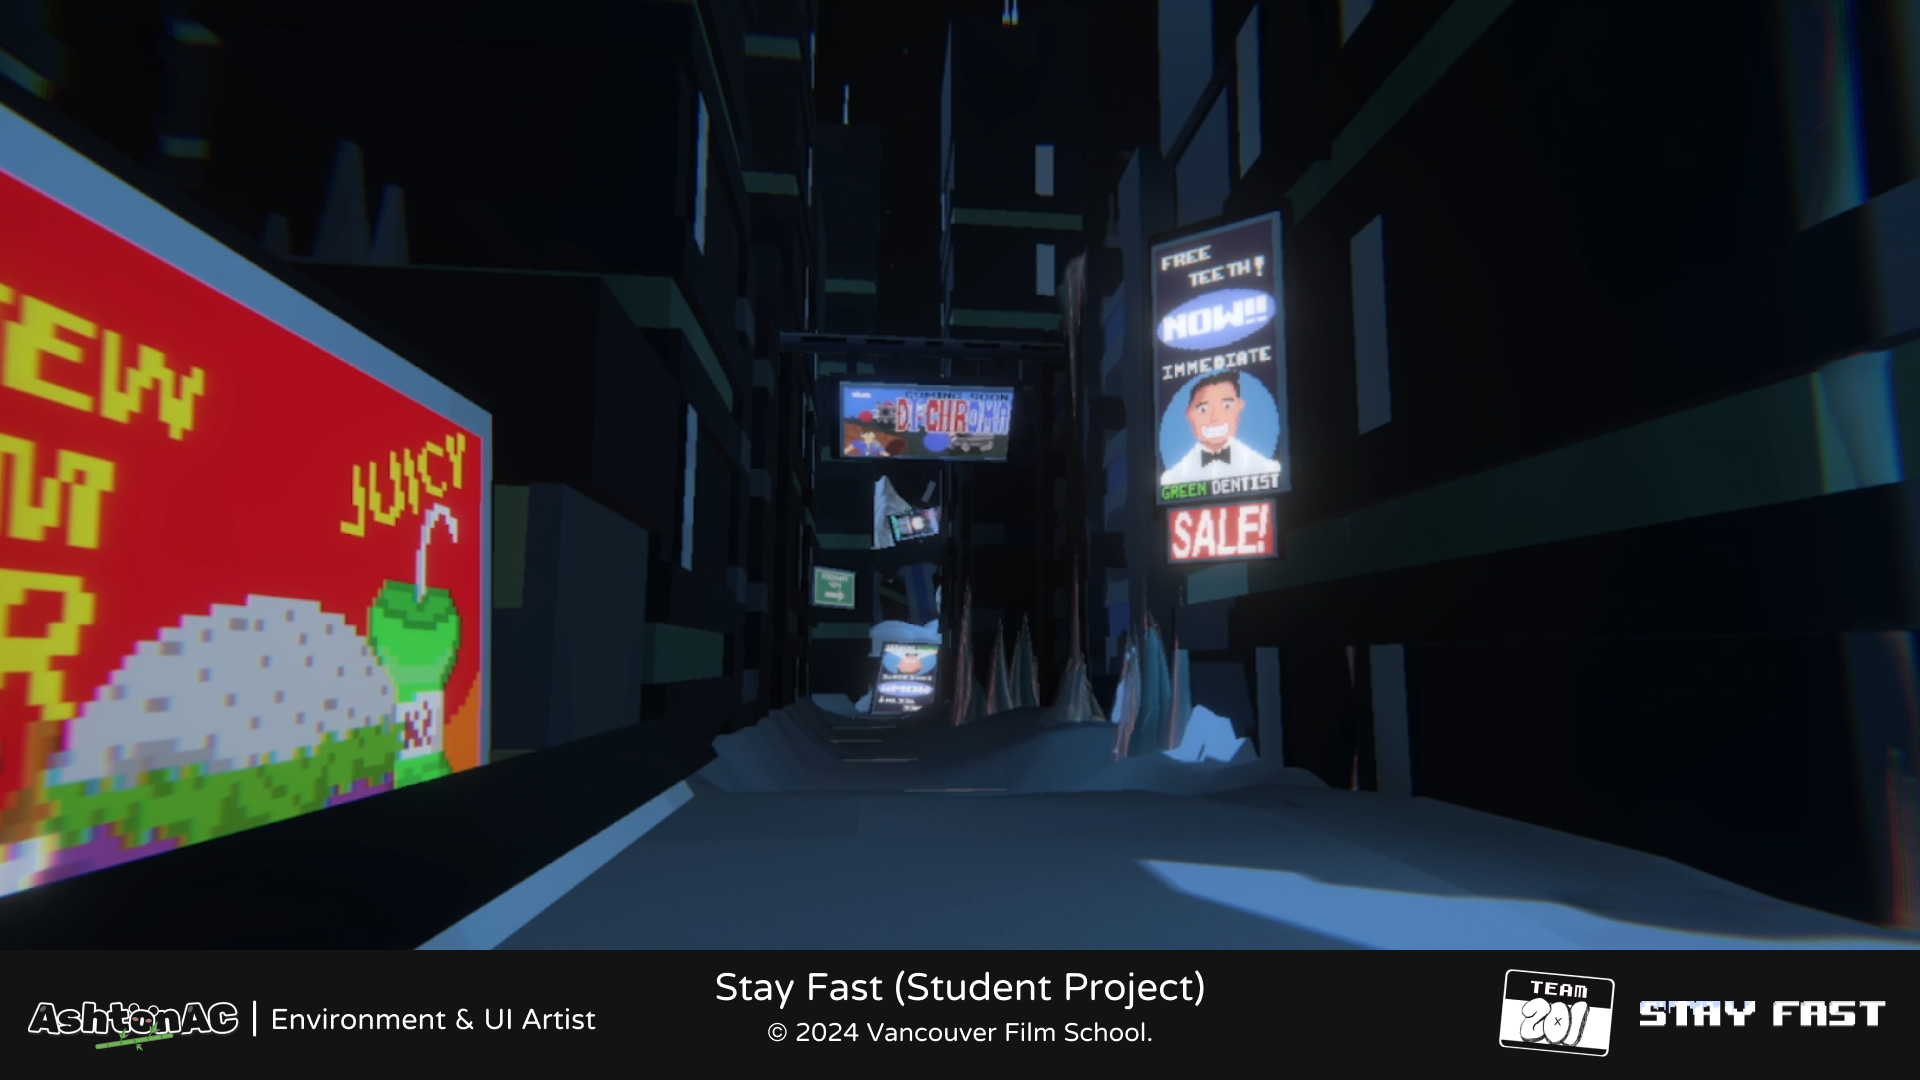 JUICY
FREE
TEETH!
NOW!!
IMMEDIATE
GREEN DENTIST
SALE!
COMING SOON
DI-CHROMA
AshtonAC | Environment & UI Artist
Stay Fast (Student Project)
© 2024 Vancouver Film School.
TEAM
201
STAY FAST